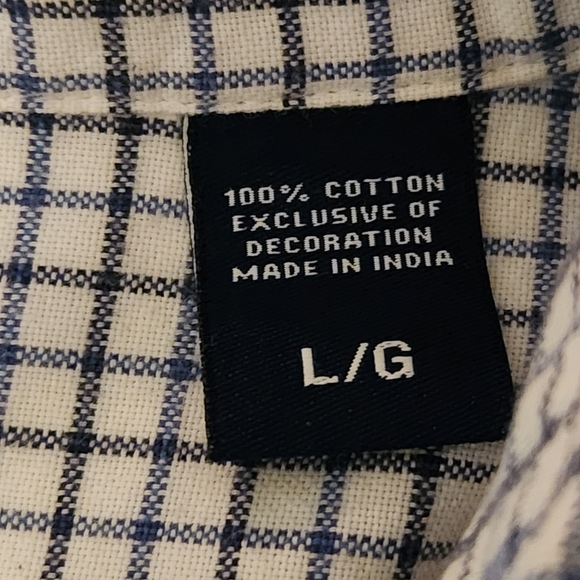 100% COTTON
EXCLUSIVE OF
DECORATION
MADE IN INDIA
L/G